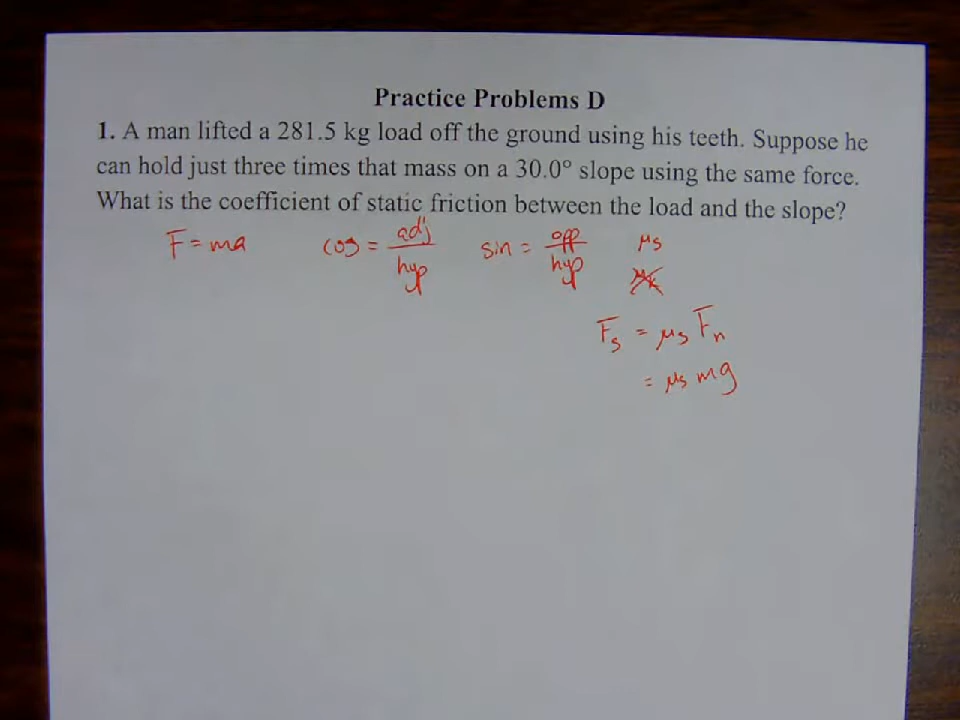 Practice Problems D
1. A man lifted a 281.5 kg load off the ground using his teeth. Suppose he
can hold just three times that mass on a 30.0° slope using the same force.
What is the coefficient of static friction between the load and the slope?
F = ma cos = adj/hyp sin = opp/hyp μs
Fs = μs Fn
= μs mg